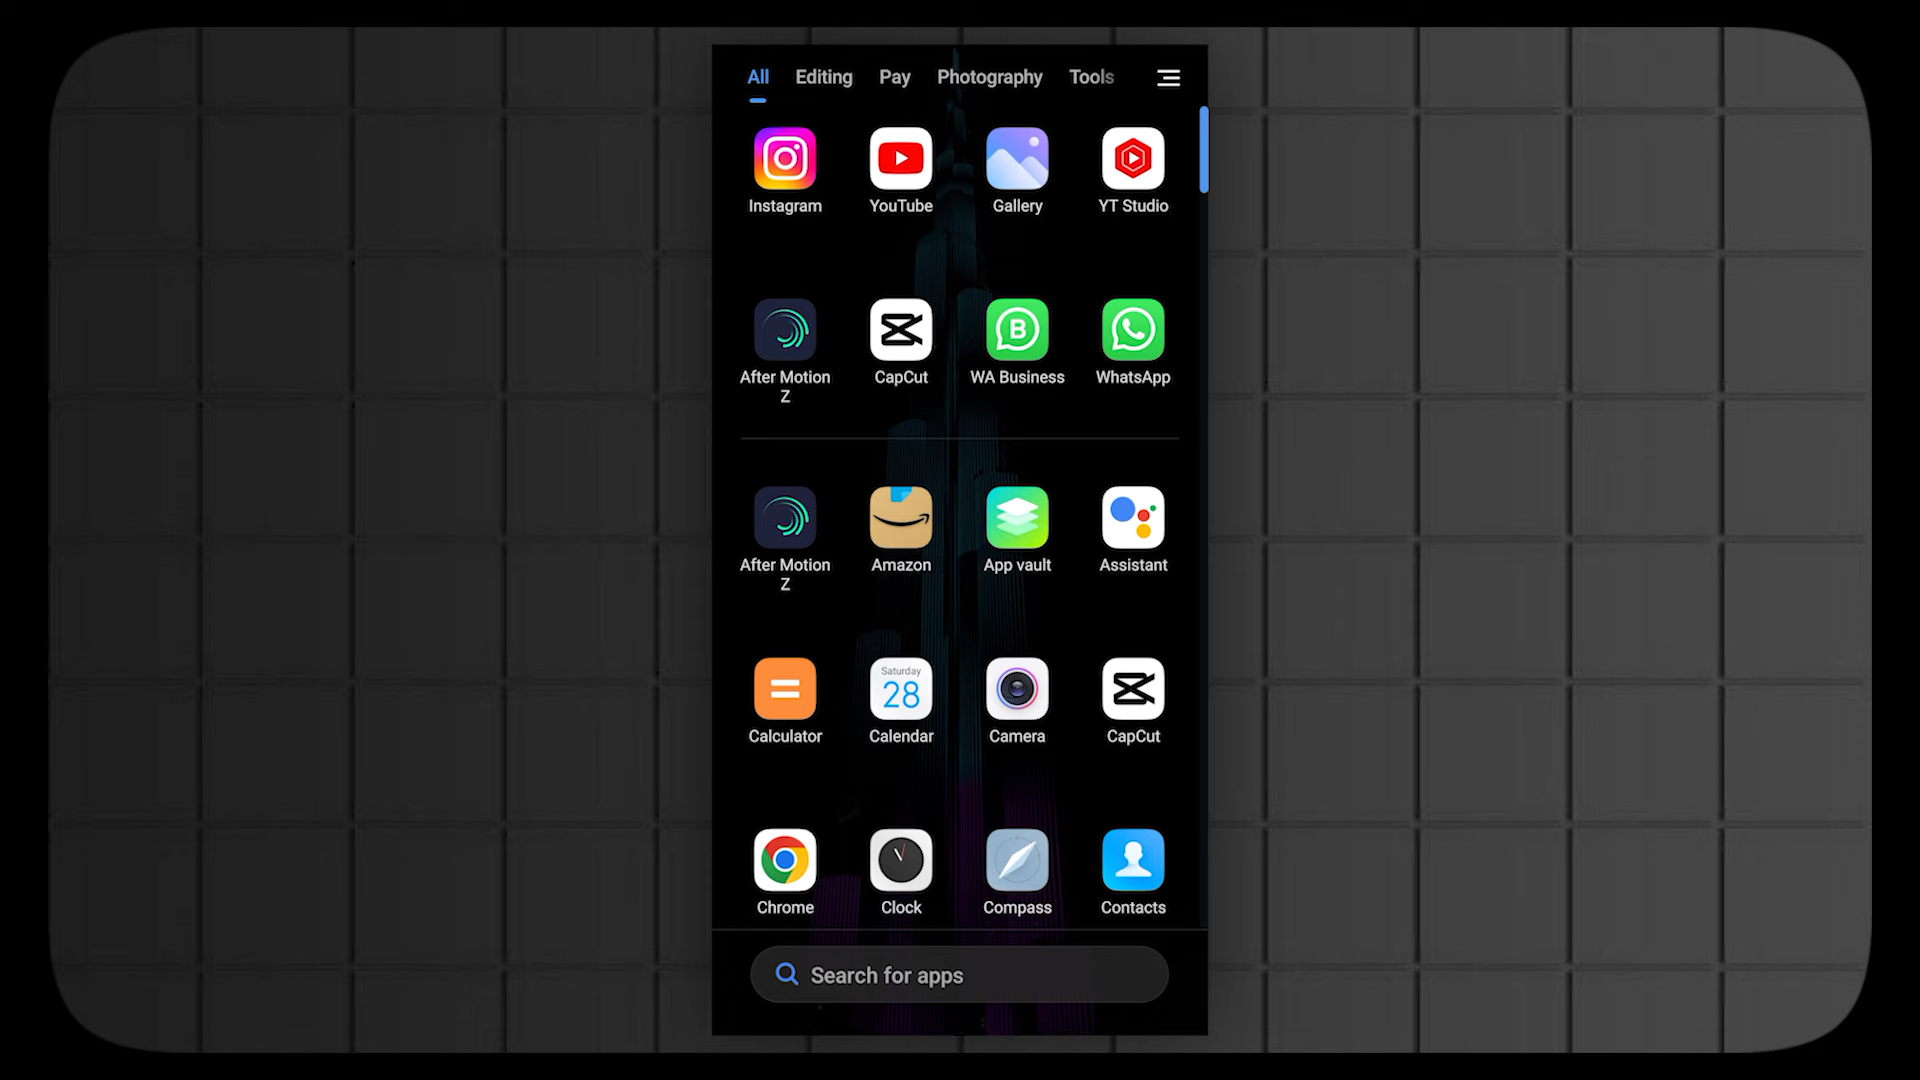 All Editing Pay Photography Tools
Instagram YouTube Gallery YT Studio
B
After Motion Z CapCut WA Business WhatsApp
After Motion Z Amazon App vault Assistant
Saturday
28
Calculator Calendar Camera CapCut
Chrome Clock Compass Contacts
Search for apps